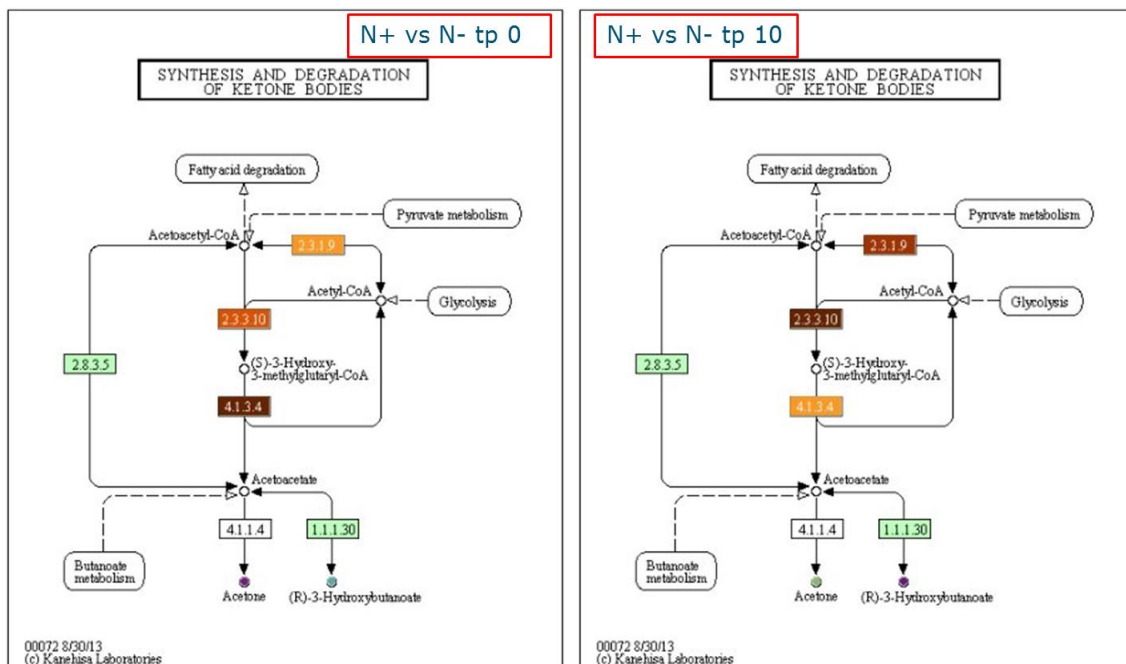 N+ vs N- tp 0
SYNTHESIS AND DEGRADATION
OF KETONE BODIES
Fatty acid degradation
Pyruvate metabolism
Acetoacetyl-CoA
2.3.1.9
Acetyl-CoA
Glycolysis
2.3.3.10
2.8.3.5
(S)-3-Hydroxy-
3-methylglutaryl-CoA
4.1.3.4
Acetoacetate
4.1.1.4
1.1.1.30
Butanoate
metabolism
Acetone
(R)-3-Hydroxybutanoate
00072 8/30/13
(c) Kanehisa Laboratories
N+ vs N- tp 10
SYNTHESIS AND DEGRADATION
OF KETONE BODIES
Fatty acid degradation
Pyruvate metabolism
Acetoacetyl-CoA
2.3.1.9
Acetyl-CoA
Glycolysis
2.3.3.10
2.8.3.5
(S)-3-Hydroxy-
3-methylglutaryl-CoA
4.1.3.4
Acetoacetate
4.1.1.4
1.1.1.30
Butanoate
metabolism
Acetone
(R)-3-Hydroxybutanoate
00072 8/30/13
(c) Kanehisa Laboratories